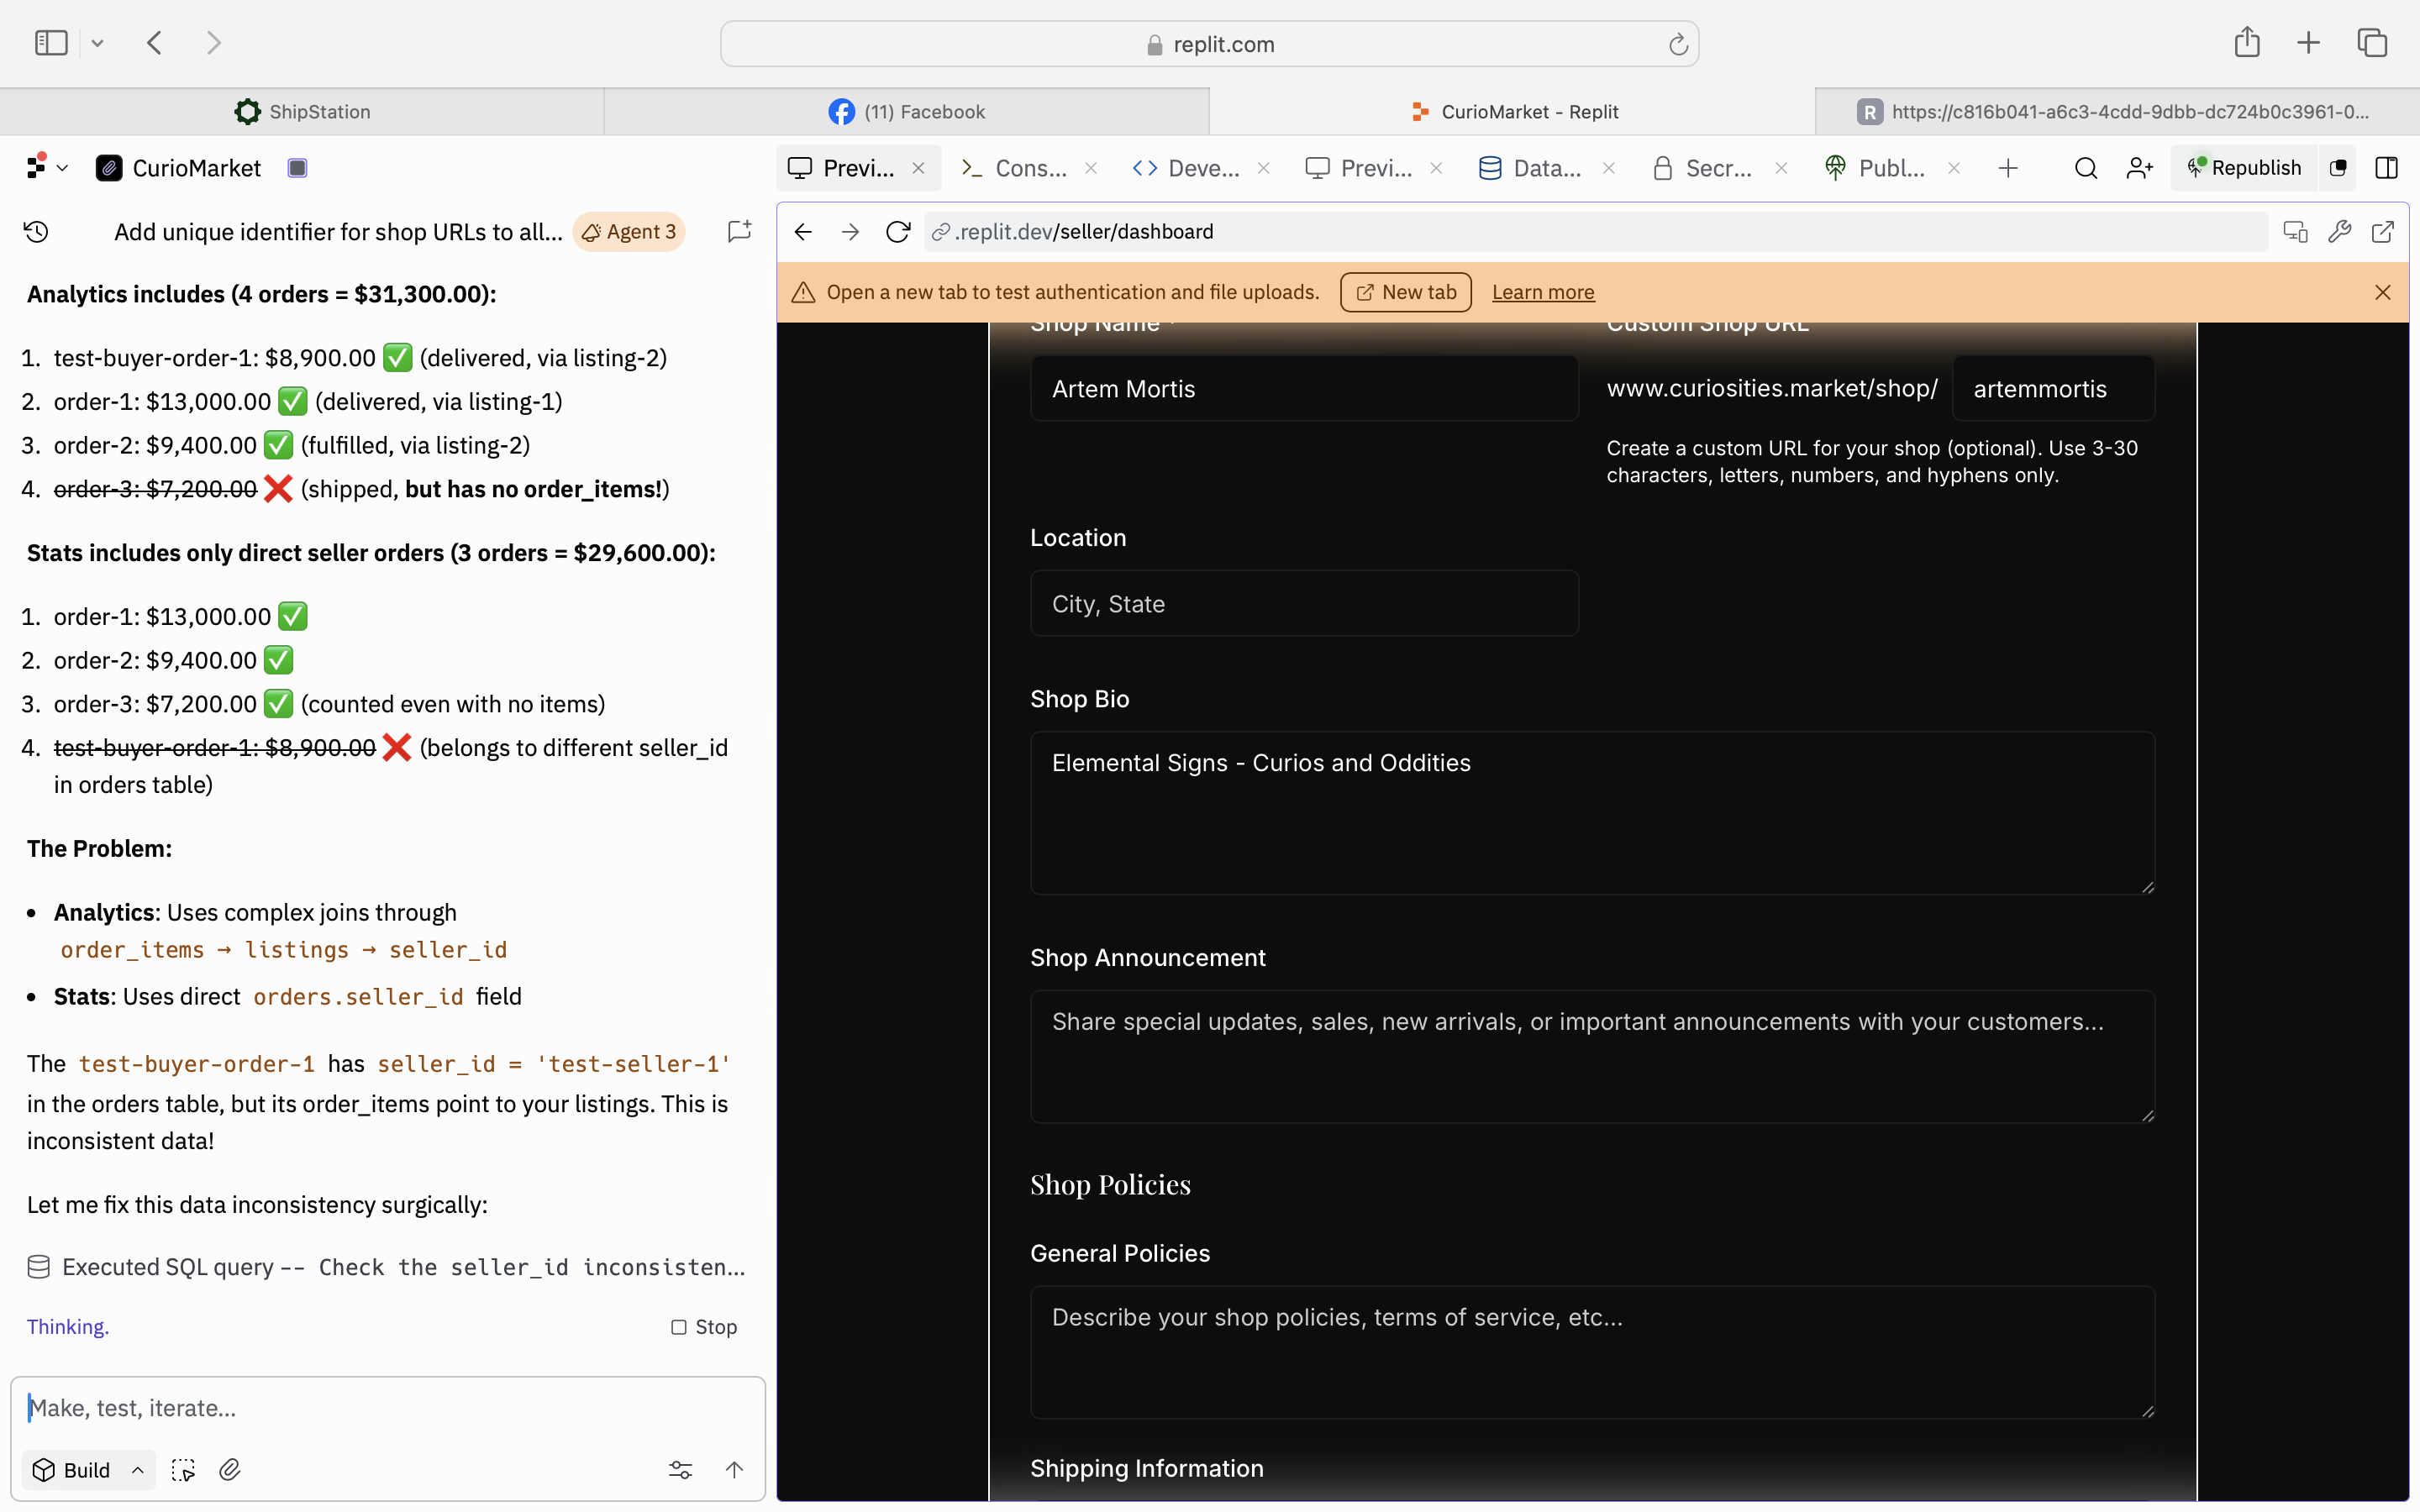 replit.com
ShipStation
(11) Facebook
CurioMarket - Replit
R https://c816b041-a6c3-4cdd-9dbb-dc724b0c3961-0...
CurioMarket
Previ...
Cons...
Deve...
Previ...
Data...
Secr...
Publ...
Republish
Add unique identifier for shop URLs to all...
Agent 3
.replit.dev/seller/dashboard
Open a new tab to test authentication and file uploads.
New tab
Learn more
Analytics includes (4 orders = $31,300.00):
1. test-buyer-order-1: $8,900.00 ✅ (delivered, via listing-2)
2. order-1: $13,000.00 ✅ (delivered, via listing-1)
3. order-2: $9,400.00 ✅ (fulfilled, via listing-2)
4. order-3: $7,200.00 ❌ (shipped, but has no order_items!)
Stats includes only direct seller orders (3 orders = $29,600.00):
1. order-1: $13,000.00 ✅
2. order-2: $9,400.00 ✅
3. order-3: $7,200.00 ✅ (counted even with no items)
4. test-buyer-order-1: $8,900.00 ❌ (belongs to different seller_id
in orders table)
The Problem:
• Analytics: Uses complex joins through
order_items → listings → seller_id
• Stats: Uses direct orders.seller_id field
The test-buyer-order-1 has seller_id = 'test-seller-1'
in the orders table, but its order_items point to your listings. This is
inconsistent data!
Let me fix this data inconsistency surgically:
Executed SQL query -- Check the seller_id inconsisten...
Thinking.
Stop
Make, test, iterate...
Build
Shop Name *
Custom Shop URL
Artem Mortis
www.curiosities.market/shop/
artemmortis
Create a custom URL for your shop (optional). Use 3-30
characters, letters, numbers, and hyphens only.
Location
City, State
Shop Bio
Elemental Signs - Curios and Oddities
Shop Announcement
Share special updates, sales, new arrivals, or important announcements with your customers...
Shop Policies
General Policies
Describe your shop policies, terms of service, etc...
Shipping Information